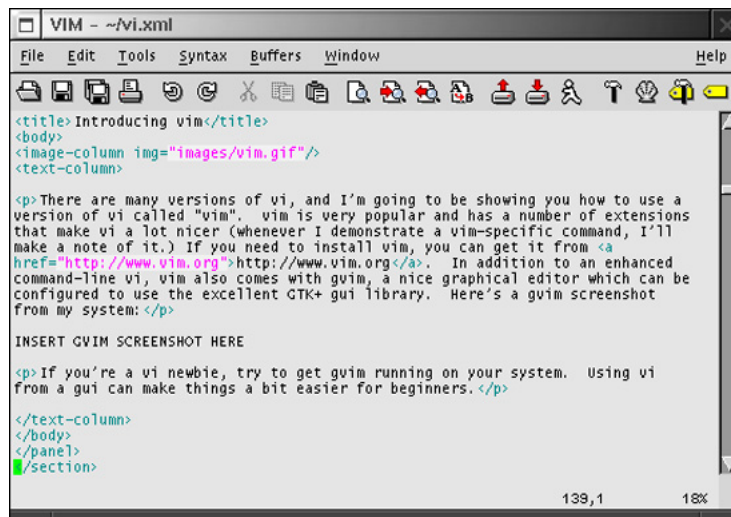 VIM - ~/vi.xml
File Edit Tools Syntax Buffers Window Help
<title>Introducing vim</title>
<body>
<image-column img="images/vim.gif"/>
<text-column>
<p>There are many versions of vi, and I'm going to be showing you how to use a
version of vi called "vim".  vim is very popular and has a number of extensions
that make vi a lot nicer (whenever I demonstrate a vim-specific command, I'll
make a note of it.) If you need to install vim, you can get it from <a
href="http://www.vim.org">http://www.vim.org</a>.  In addition to an enhanced
command-line vi, vim also comes with gvim, a nice graphical editor which can be
configured to use the excellent GTK+ gui library.  Here's a gvim screenshot
from my system:</p>
INSERT GVIM SCREENSHOT HERE
<p>If you're a vi newbie, try to get gvim running on your system.  Using vi
from a gui can make things a bit easier for beginners.</p>
</text-column>
</body>
</panel>
</section>
139,1 18%